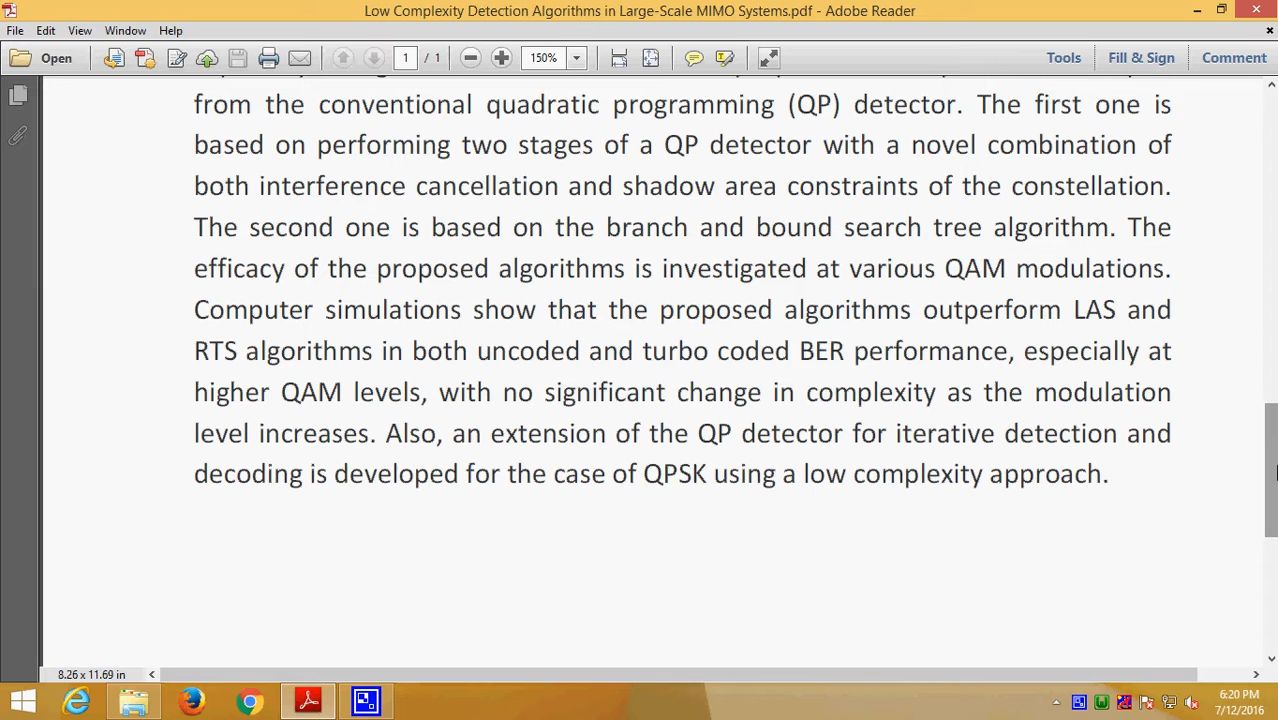 Low Complexity Detection Algorithms in Large-Scale MIMO Systems.pdf - Adobe Reader
File Edit View Window Help
Open 1 / 1 150% Tools Fill & Sign Comment
from the conventional quadratic programming (QP) detector. The first one is
based on performing two stages of a QP detector with a novel combination of
both interference cancellation and shadow area constraints of the constellation.
The second one is based on the branch and bound search tree algorithm. The
efficacy of the proposed algorithms is investigated at various QAM modulations.
Computer simulations show that the proposed algorithms outperform LAS and
RTS algorithms in both uncoded and turbo coded BER performance, especially at
higher QAM levels, with no significant change in complexity as the modulation
level increases. Also, an extension of the QP detector for iterative detection and
decoding is developed for the case of QPSK using a low complexity approach.
8.26 x 11.69 in
6:20 PM
7/12/2016